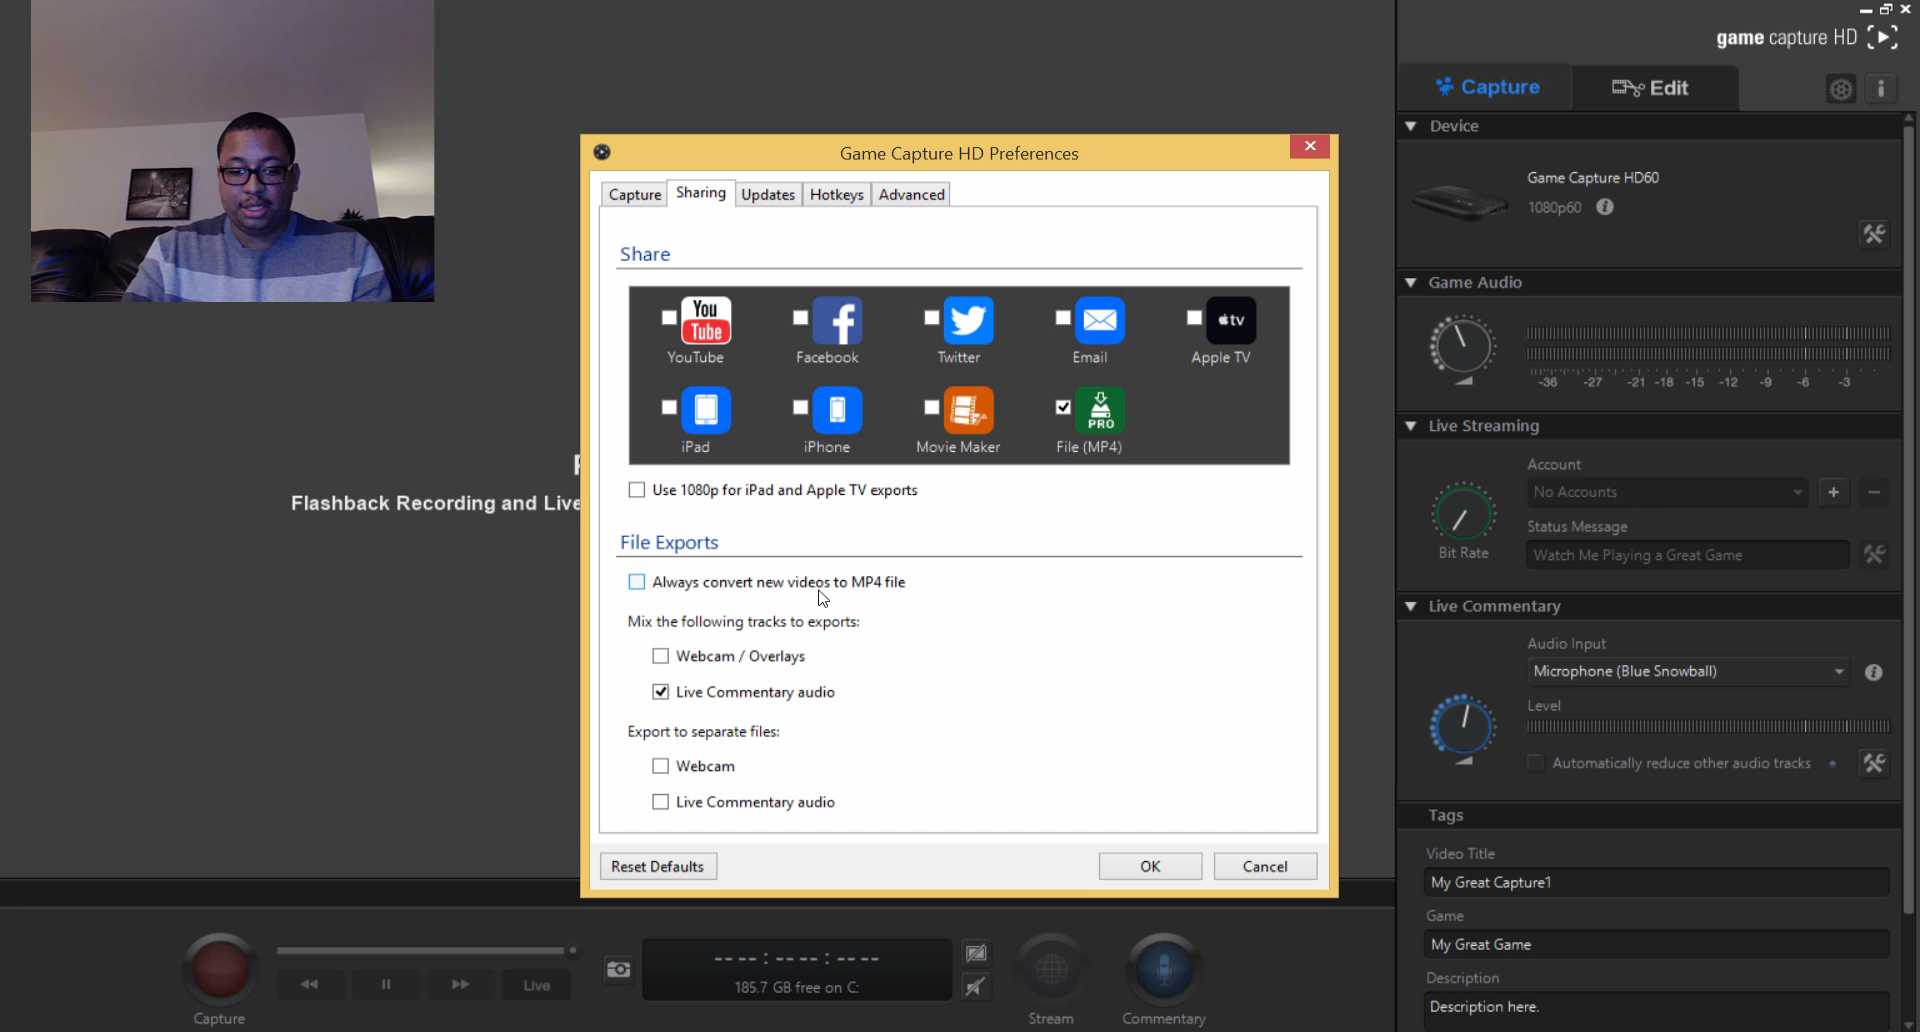 game capture HD
Capture
Edit
Device
Game Capture HD60
1080p60
Game Audio
-36 -27 -21 -18 -15 -12 -9 -6 -3
Live Streaming
Account
No Accounts
Status Message
Bit Rate
Watch Me Playing a Great Game
Live Commentary
Audio Input
Microphone (Blue Snowball)
Level
Automatically reduce other audio tracks
Tags
Video Title
My Great Capture1
Game
My Great Game
Description
Description here.
Flashback Recording and Live
Game Capture HD Preferences
Capture Sharing Updates Hotkeys Advanced
Share
You
Tube
tv
YouTube Facebook Twitter Email Apple TV
PRO
iPad iPhone Movie Maker File (MP4)
Use 1080p for iPad and Apple TV exports
File Exports
Always convert new videos to MP4 file
Mix the following tracks to exports:
Webcam / Overlays
Live Commentary audio
Export to separate files:
Webcam
Live Commentary audio
Reset Defaults OK Cancel
-- -- : -- -- : -- --
Live
185.7 GB free on C:
Capture
Stream
Commentary